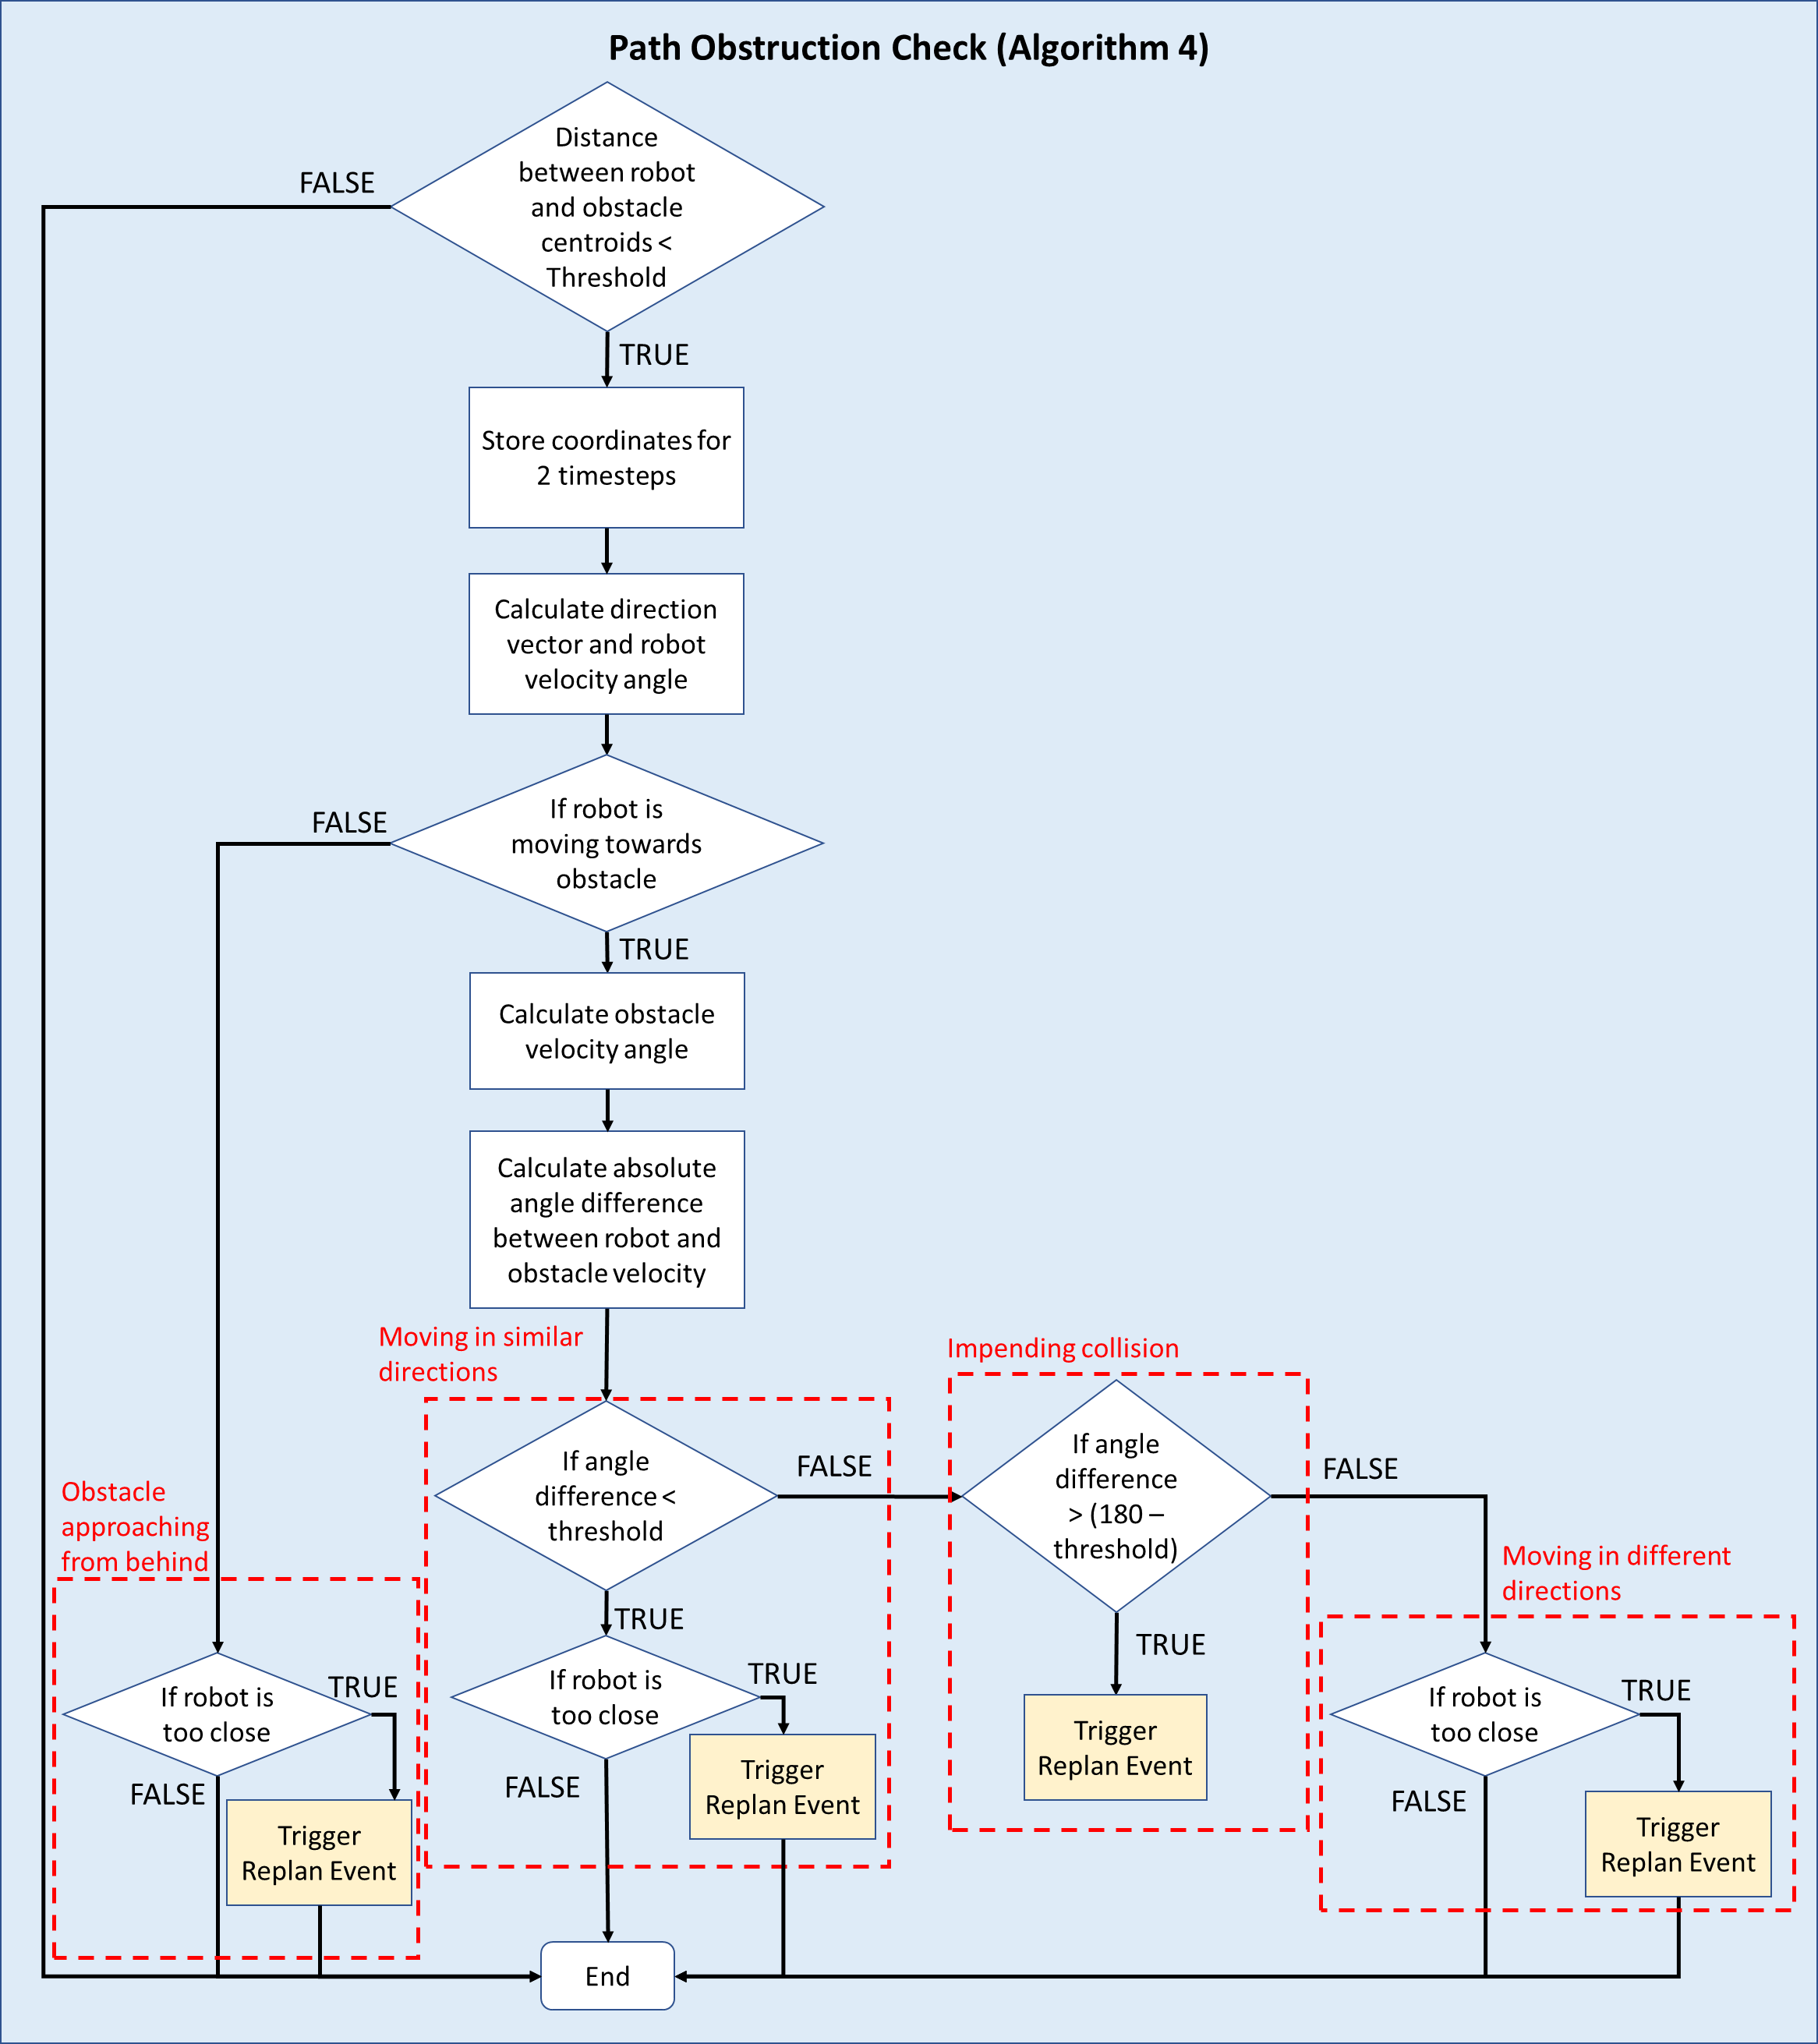 Path Obstruction Check (Algorithm 4)
Distance
between robot
and obstacle
centroids <
Threshold
FALSE
TRUE
Store coordinates for
2 timesteps
Calculate direction
vector and robot
velocity angle
If robot is
moving towards
obstacle
FALSE
TRUE
Calculate obstacle
velocity angle
Calculate absolute
angle difference
between robot and
obstacle velocity
Moving in similar
directions
If angle
difference <
threshold
FALSE
TRUE
If robot is
too close
TRUE
FALSE
Trigger
Replan Event
Impending collision
If angle
difference
> (180 –
threshold)
FALSE
TRUE
Trigger
Replan Event
Moving in different
directions
If robot is
too close
TRUE
FALSE
Trigger
Replan Event
Obstacle
approaching
from behind
If robot is
too close
TRUE
FALSE
Trigger
Replan Event
End